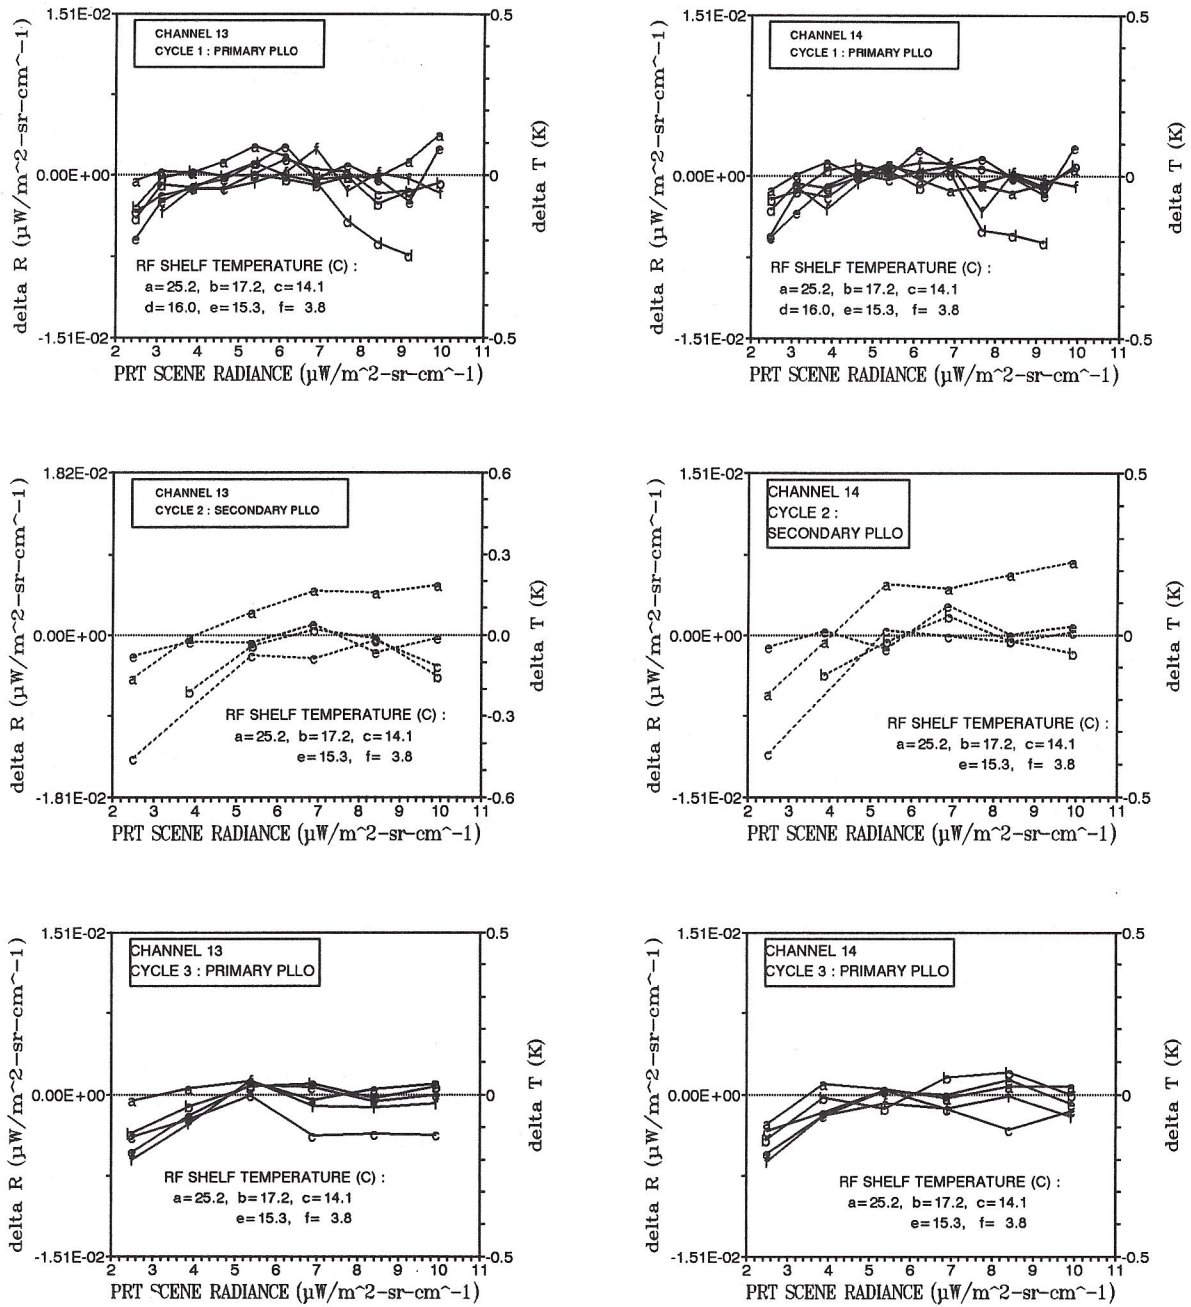 1.51E-02
0.5
CHANNEL 13
CYCLE 1 : PRIMARY PLLO
0.00E+00
0
RF SHELF TEMPERATURE (C) :
a=25.2, b=17.2, c=14.1
d=16.0, e=15.3, f= 3.8
-1.51E-02
-0.5
2 3 4 5 6 7 8 9 10 11
PRT SCENE RADIANCE (µW/m^2-sr-cm^-1)
delta R (µW/m^2-sr-cm^-1)
delta T (K)
1.51E-02
0.5
CHANNEL 14
CYCLE 1 : PRIMARY PLLO
0.00E+00
0
RF SHELF TEMPERATURE (C) :
a=25.2, b=17.2, c=14.1
d=16.0, e=15.3, f= 3.8
-1.51E-02
-0.5
2 3 4 5 6 7 8 9 10 11
PRT SCENE RADIANCE (µW/m^2-sr-cm^-1)
delta R (µW/m^2-sr-cm^-1)
delta T (K)
1.82E-02
0.6
CHANNEL 13
CYCLE 2 : SECONDARY PLLO
0.3
0.00E+00
0.0
RF SHELF TEMPERATURE (C) :
-0.3
a=25.2, b=17.2, c=14.1
e=15.3, f= 3.8
-1.81E-02
-0.6
2 3 4 5 6 7 8 9 10 11
PRT SCENE RADIANCE (µW/m^2-sr-cm^-1)
delta R (µW/m^2-sr-cm^-1)
delta T (K)
1.51E-02
0.5
CHANNEL 14
CYCLE 2 :
SECONDARY PLLO
0.00E+00
0
RF SHELF TEMPERATURE (C) :
a=25.2, b=17.2, c=14.1
e=15.3, f= 3.8
-1.51E-02
-0.5
2 3 4 5 6 7 8 9 10 11
PRT SCENE RADIANCE (µW/m^2-sr-cm^-1)
delta R (µW/m^2-sr-cm^-1)
delta T (K)
1.51E-02
0.5
CHANNEL 13
CYCLE 3 : PRIMARY PLLO
0.00E+00
0
RF SHELF TEMPERATURE (C) :
a=25.2, b=17.2, c=14.1
e=15.3, f= 3.8
-1.51E-02
-0.5
2 3 4 5 6 7 8 9 10 11
PRT SCENE RADIANCE (µW/m^2-sr-cm^-1)
delta R (µW/m^2-sr-cm^-1)
delta T (K)
1.51E-02
0.5
CHANNEL 14
CYCLE 3 : PRIMARY PLLO
0.00E+00
0
RF SHELF TEMPERATURE (C) :
a=25.2, b=17.2, c=14.1
e=15.3, f= 3.8
-1.51E-02
-0.5
2 3 4 5 6 7 8 9 10 11
PRT SCENE RADIANCE (µW/m^2-sr-cm^-1)
delta R (µW/m^2-sr-cm^-1)
delta T (K)